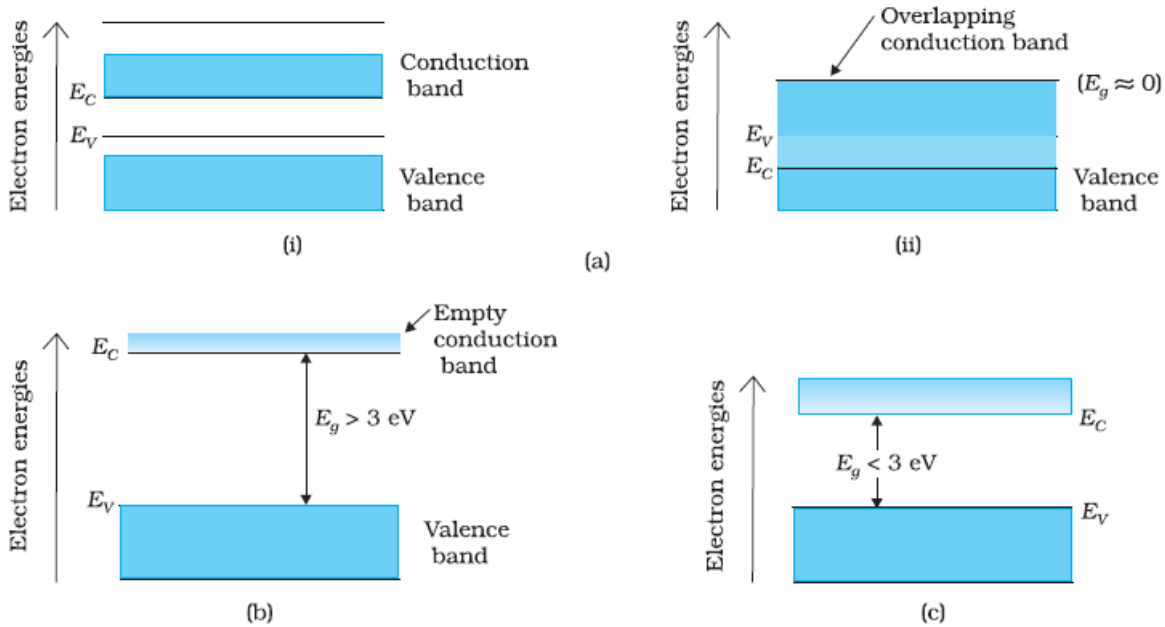 Electron energies
Conduction
band
E_C
E_V
Valence
band
(i)
Electron energies
Overlapping
conduction band
(E_g ≈ 0)
E_V
E_C
Valence
band
(ii)
(a)
Electron energies
Empty
conduction
band
E_C
E_g > 3 eV
E_V
Valence
band
(b)
Electron energies
E_C
E_g < 3 eV
E_V
(c)